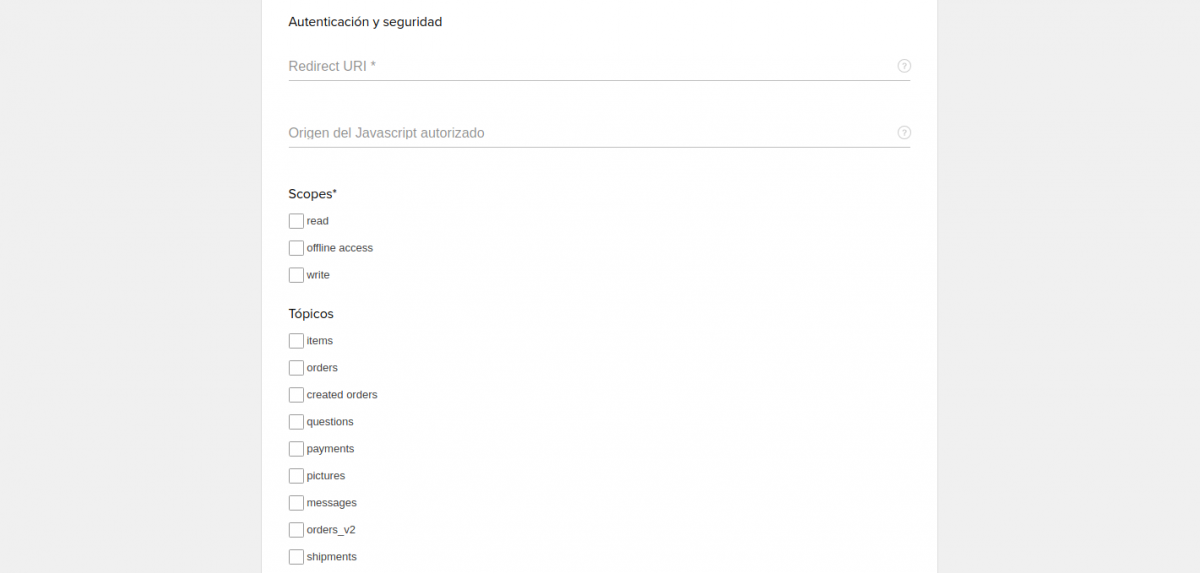 Autenticación y seguridad
Redirect URI *
?
Origen del Javascript autorizado
?
Scopes*
read
offline access
write
Tópicos
items
orders
created orders
questions
payments
pictures
messages
orders_v2
shipments